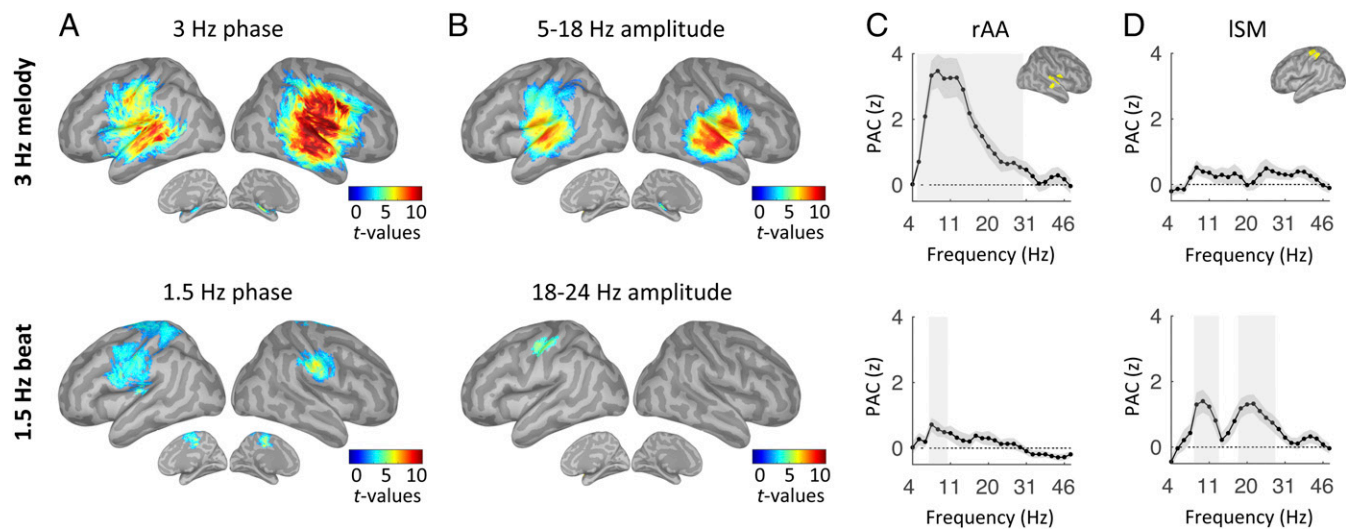 A
3 Hz phase
B
5-18 Hz amplitude
C
rAA
D
lSM
3 Hz melody
0 5 10
t-values
0 5 10
t-values
PAC (z)
4
2
0
4 11 20 31 46
Frequency (Hz)
PAC (z)
4
2
0
4 11 20 31 46
Frequency (Hz)
1.5 Hz beat
1.5 Hz phase
18-24 Hz amplitude
0 5 10
t-values
0 5 10
t-values
PAC (z)
4
2
0
4 11 20 31 46
Frequency (Hz)
PAC (z)
4
2
0
4 11 20 31 46
Frequency (Hz)